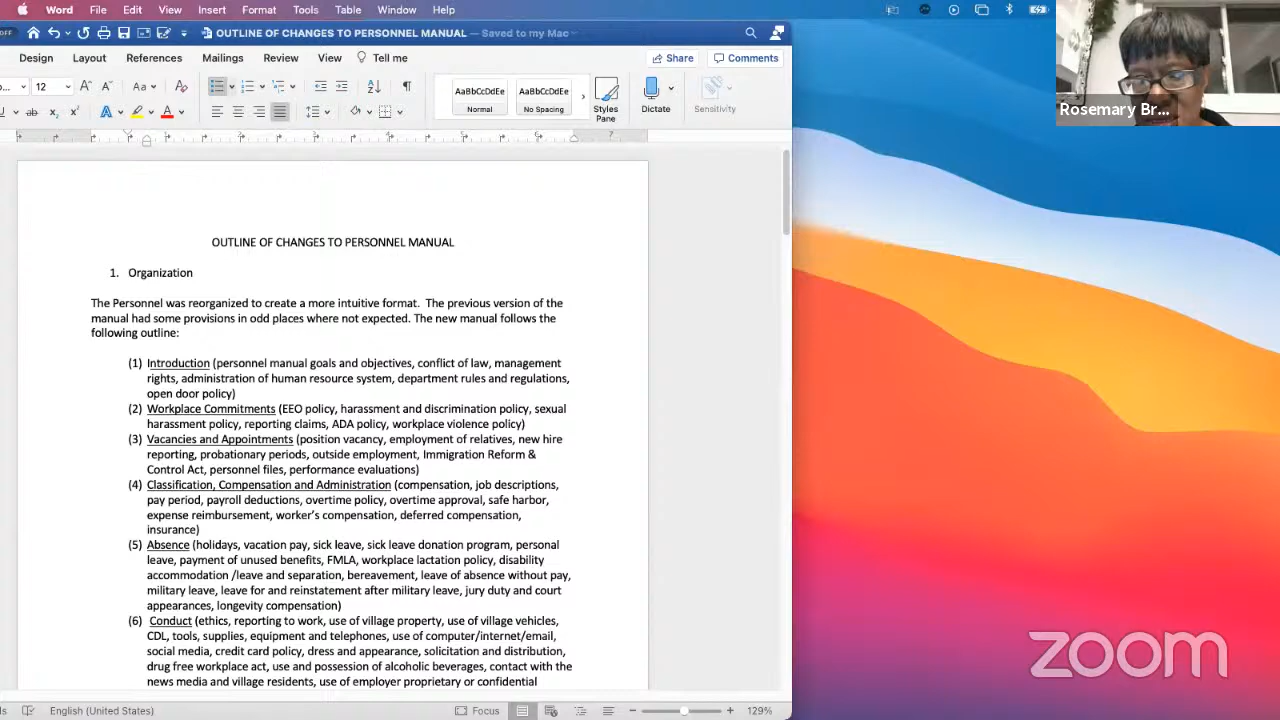 Word File Edit View Insert Format Tools Table Window Help
OFF OUTLINE OF CHANGES TO PERSONNEL MANUAL — Saved to my Mac
Design Layout References Mailings Review View Tell me Share Comments
12 Aa AaBbCcDdEe AaBbCcDdEe
Normal No Spacing Styles Pane Dictate Sensitivity
Rosemary Br...
OUTLINE OF CHANGES TO PERSONNEL MANUAL
1. Organization
The Personnel was reorganized to create a more intuitive format. The previous version of the
manual had some provisions in odd places where not expected. The new manual follows the
following outline:
(1) Introduction (personnel manual goals and objectives, conflict of law, management
rights, administration of human resource system, department rules and regulations,
open door policy)
(2) Workplace Commitments (EEO policy, harassment and discrimination policy, sexual
harassment policy, reporting claims, ADA policy, workplace violence policy)
(3) Vacancies and Appointments (position vacancy, employment of relatives, new hire
reporting, probationary periods, outside employment, Immigration Reform &
Control Act, personnel files, performance evaluations)
(4) Classification, Compensation and Administration (compensation, job descriptions,
pay period, payroll deductions, overtime policy, overtime approval, safe harbor,
expense reimbursement, worker's compensation, deferred compensation,
insurance)
(5) Absence (holidays, vacation pay, sick leave, sick leave donation program, personal
leave, payment of unused benefits, FMLA, workplace lactation policy, disability
accommodation /leave and separation, bereavement, leave of absence without pay,
military leave, leave for and reinstatement after military leave, jury duty and court
appearances, longevity compensation)
(6) Conduct (ethics, reporting to work, use of village property, use of village vehicles,
CDL, tools, supplies, equipment and telephones, use of computer/internet/email,
social media, credit card policy, dress and appearance, solicitation and distribution,
drug free workplace act, use and possession of alcoholic beverages, contact with the
news media and village residents, use of employer proprietary or confidential
English (United States) Focus 129%
zoom